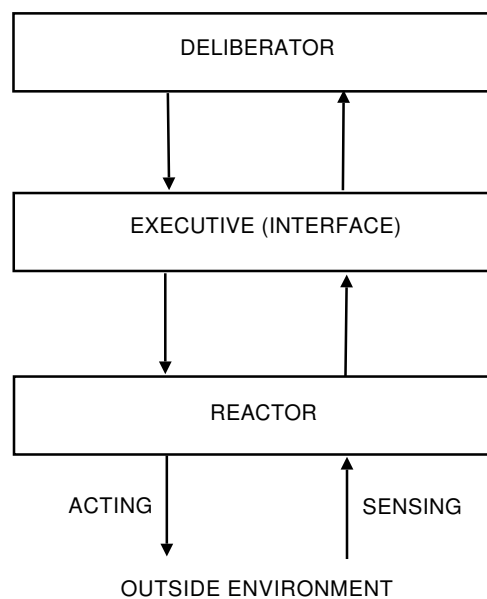 DELIBERATOR
EXECUTIVE (INTERFACE)
REACTOR
ACTING
SENSING
OUTSIDE ENVIRONMENT